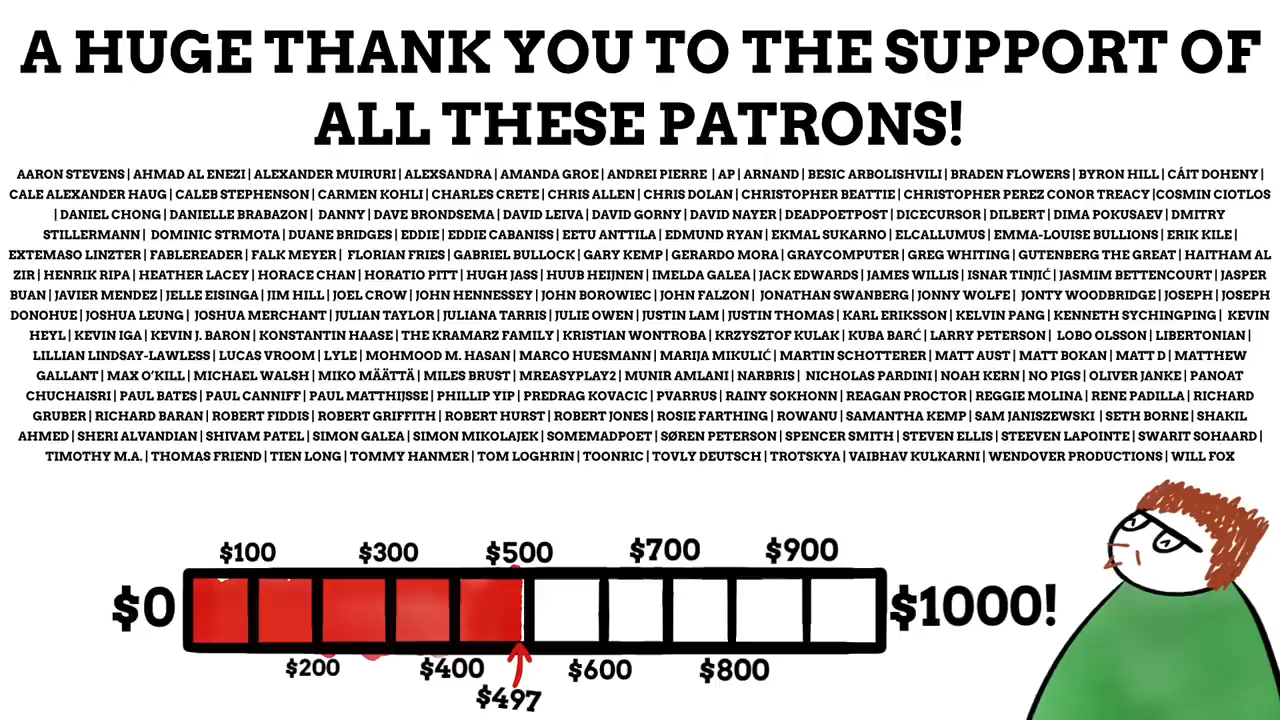 A HUGE THANK YOU TO THE SUPPORT OF
ALL THESE PATRONS!
AARON STEVENS | AHMAD AL ENEZI | ALEXANDER MUIRURI | ALEXSANDRA | AMANDA GROE | ANDREI PIERRE | AP | ARNAND | BESIC ARBOLISHVILI | BRADEN FLOWERS | BYRON HILL | CÁIT DOHENY |
CALE ALEXANDER HAUG | CALEB STEPHENSON | CARMEN KOHLI | CHARLES CRETE | CHRIS ALLEN | CHRIS DOLAN | CHRISTOPHER BEATTIE | CHRISTOPHER PEREZ CONOR TREACY |COSMIN CIOTLOS
| DANIEL CHONG | DANIELLE BRABAZON | DANNY | DAVE BRONDSEMA | DAVID LEIVA | DAVID GORNY | DAVID NAYER | DEADPOETPOST | DICECURSOR | DILBERT | DIMA POKUSAEV | DMITRY
STILLERMANN | DOMINIC STRMOTA | DUANE BRIDGES | EDDIE | EDDIE CABANISS | EETU ANTTILA | EDMUND RYAN | EKMAL SUKARNO | ELCALLUMUS | EMMA-LOUISE BULLIONS | ERIK KILE |
EXTEMASO LINZTER | FABLEREADER | FALK MEYER | FLORIAN FRIES | GABRIEL BULLOCK | GARY KEMP | GERARDO MORA | GRAYCOMPUTER | GREG WHITING | GUTENBERG THE GREAT | HAITHAM AL
ZIR | HENRIK RIPA | HEATHER LACEY | HORACE CHAN | HORATIO PITT | HUGH JASS | HUUB HEIJNEN | IMELDA GALEA | JACK EDWARDS | JAMES WILLIS | ISNAR TINJIĆ | JASMIM BETTENCOURT | JASPER
BUAN | JAVIER MENDEZ | JELLE EISINGA | JIM HILL | JOEL CROW | JOHN HENNESSEY | JOHN BOROWIEC | JOHN FALZON | JONATHAN SWANBERG | JONNY WOLFE | JONTY WOODBRIDGE | JOSEPH | JOSEPH
DONOHUE | JOSHUA LEUNG | JOSHUA MERCHANT | JULIAN TAYLOR | JULIANA TARRIS | JULIE OWEN | JUSTIN LAM | JUSTIN THOMAS | KARL ERIKSSON | KELVIN PANG | KENNETH SYCHINGPING | KEVIN
HEYL | KEVIN IGA | KEVIN J. BARON | KONSTANTIN HAASE | THE KRAMARZ FAMILY | KRISTIAN WONTROBA | KRZYSZTOF KULAK | KUBA BARĆ | LARRY PETERSON | LOBO OLSSON | LIBERTONIAN |
LILLIAN LINDSAY-LAWLESS | LUCAS VROOM | LYLE | MOHMOOD M. HASAN | MARCO HUESMANN | MARIJA MIKULIĆ | MARTIN SCHOTTERER | MATT AUST | MATT BOKAN | MATT D | MATTHEW
GALLANT | MAX O'KILL | MICHAEL WALSH | MIKO MÄÄTTÄ | MILES BRUST | MREASYPLAY2 | MUNIR AMLANI | NARBRIS | NICHOLAS PARDINI | NOAH KERN | NO PIGS | OLIVER JANKE | PANOAT
CHUCHAISRI | PAUL BATES | PAUL CANNIFF | PAUL MATTHIJSSE | PHILLIP YIP | PREDRAG KOVACIC | PVARRUS | RAINY SOKHONN | REAGAN PROCTOR | REGGIE MOLINA | RENE PADILLA | RICHARD
GRUBER | RICHARD BARAN | ROBERT FIDDIS | ROBERT GRIFFITH | ROBERT HURST | ROBERT JONES | ROSIE FARTHING | ROWANU | SAMANTHA KEMP | SAM JANISZEWSKI | SETH BORNE | SHAKIL
AHMED | SHERI ALVANDIAN | SHIVAM PATEL | SIMON GALEA | SIMON MIKOLAJEK | SOMEMADPOET | SØREN PETERSON | SPENCER SMITH | STEVEN ELLIS | STEEVEN LAPOINTE | SWARIT SOHAARD |
TIMOTHY M.A. | THOMAS FRIEND | TIEN LONG | TOMMY HANMER | TOM LOGHRIN | TOONRIC | TOVLY DEUTSCH | TROTSKYA | VAIBHAV KULKARNI | WENDOVER PRODUCTIONS | WILL FOX
$100 $300 $500 $700 $900
$0 $1000!
$200 $400 $600 $800
$497